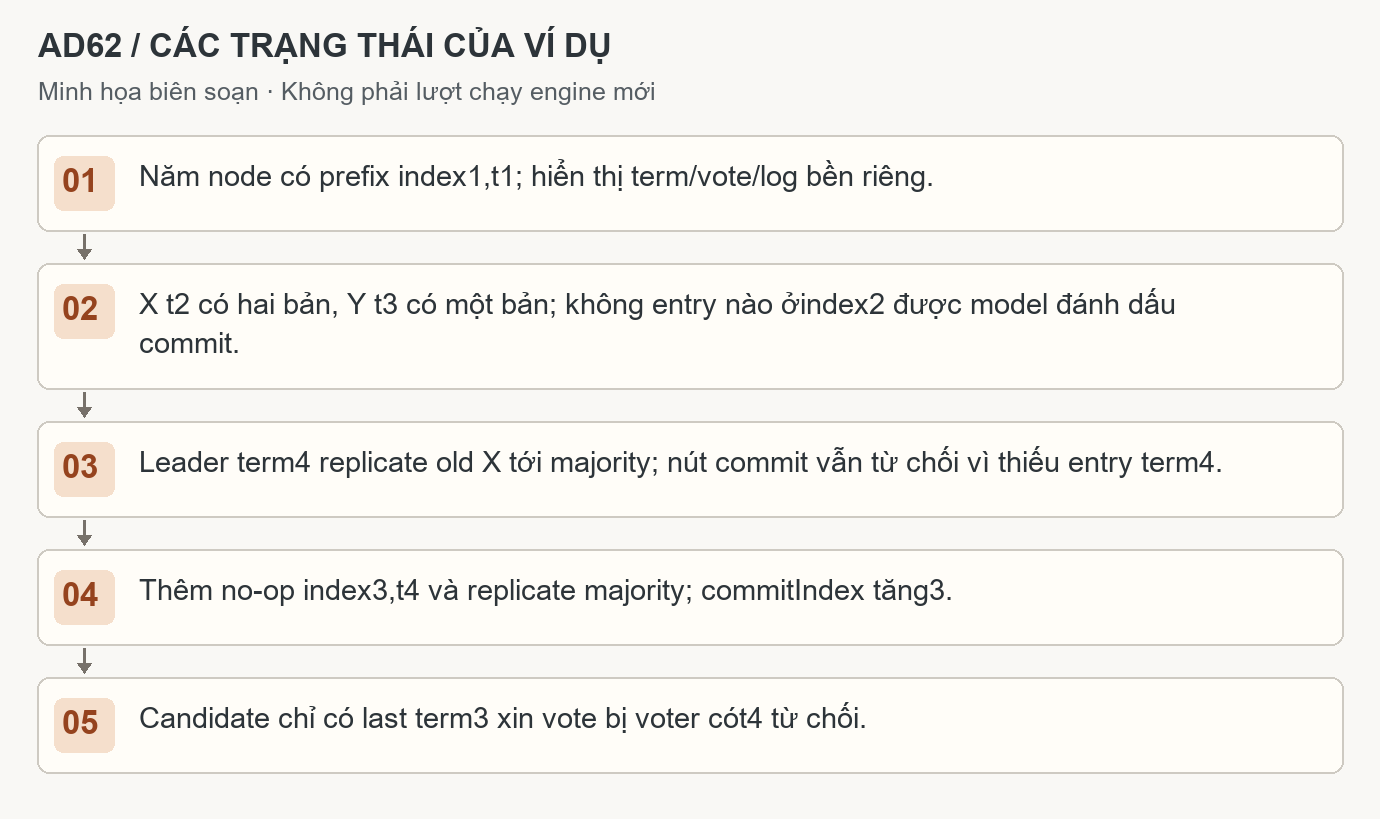 AD62 / CÁC TRẠNG THÁI CỦA VÍ DỤ
Minh họa biên soạn · Không phải lượt chạy engine mới
01
Năm node có prefix index1,t1; hiển thị term/vote/log bền riêng.
02
X t2 có hai bản, Y t3 có một bản; không entry nào ởindex2 được model đánh dấu
commit.
03
Leader term4 replicate old X tới majority; nút commit vẫn từ chối vì thiếu entry term4.
04
Thêm no-op index3,t4 và replicate majority; commitIndex tăng3.
05
Candidate chỉ có last term3 xin vote bị voter cót4 từ chối.